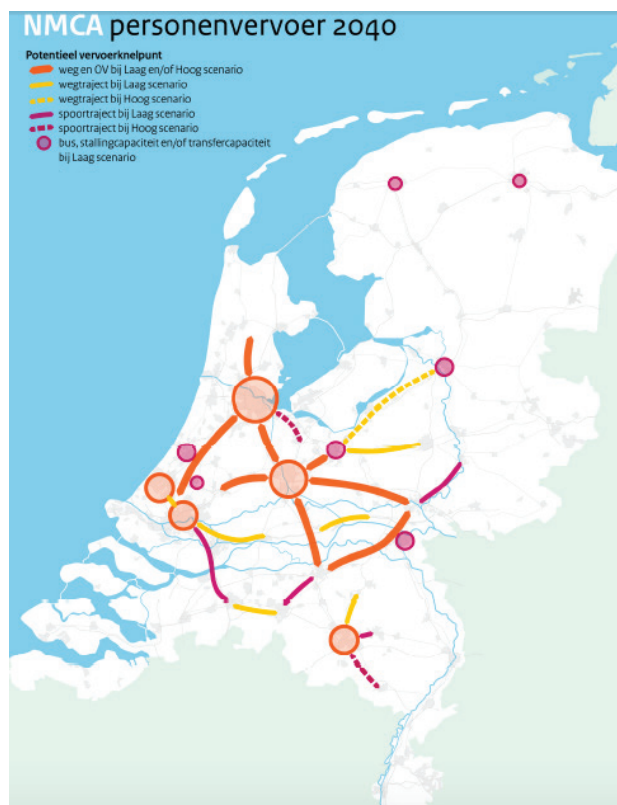 NMCA personenvervoer 2040
Potentieel vervoerknelpunt
weg en OV bij Laag en/of Hoog scenario
wegtraject bij Laag scenario
wegtraject bij Hoog scenario
spoortraject bij Laag scenario
spoortraject bij Hoog scenario
bus, stallingcapaciteit en/of transfercapaciteit
bij Laag scenario